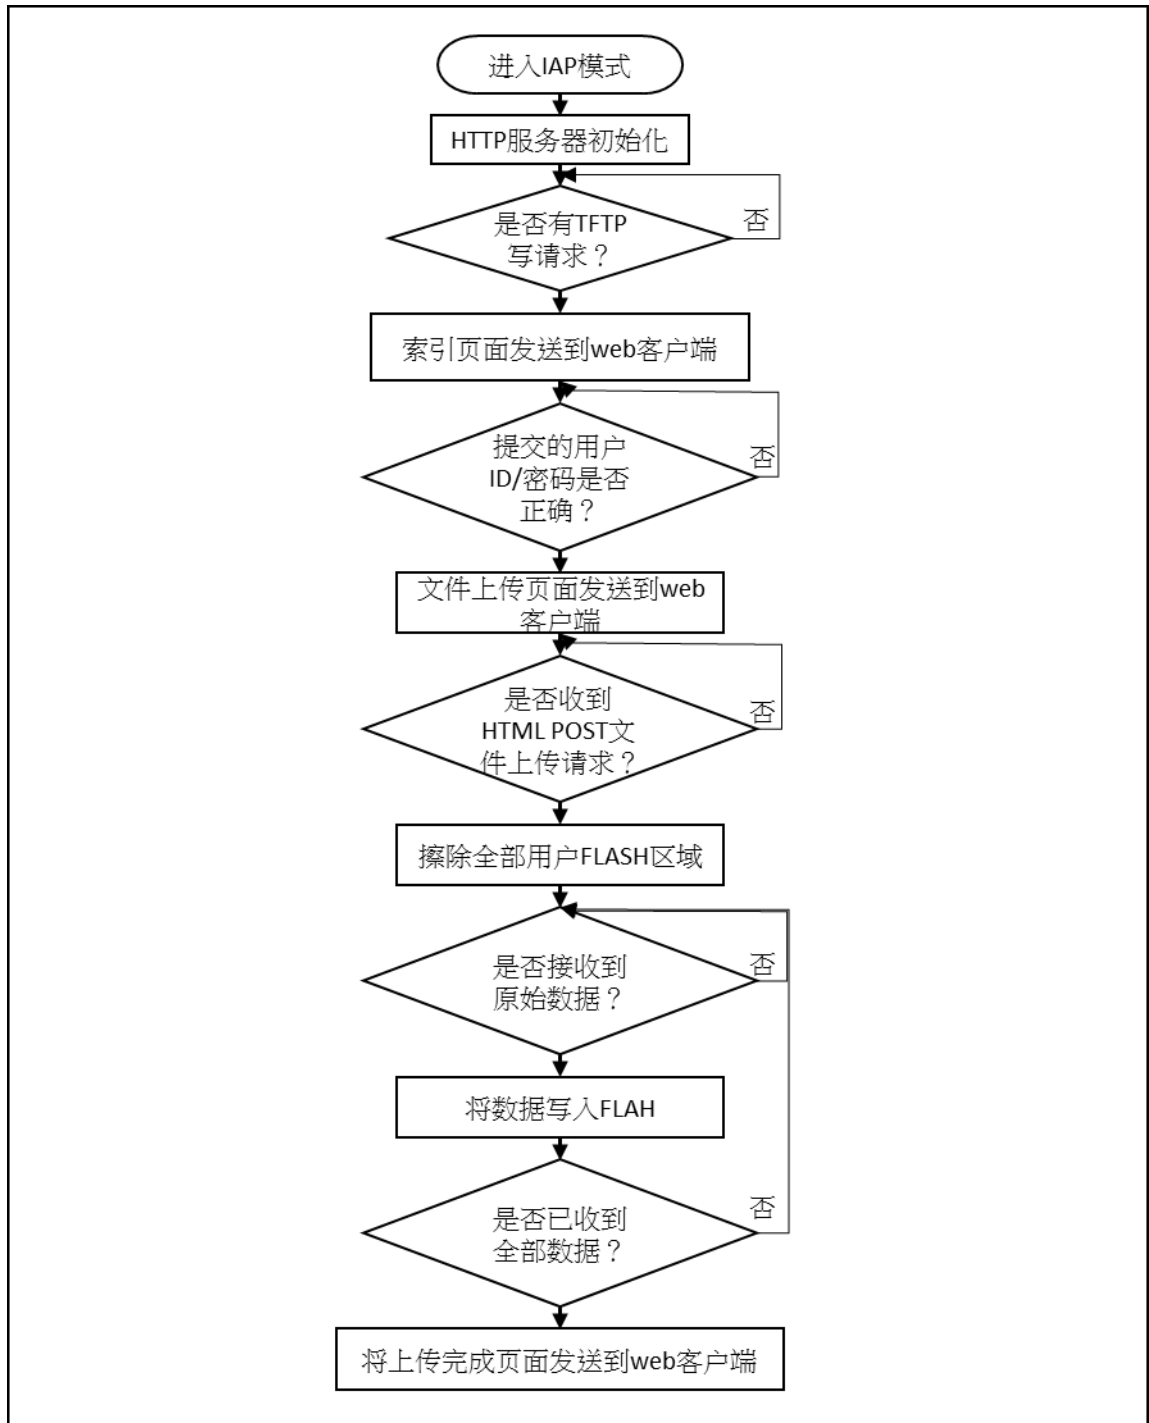 进入IAP模式
HTTP服务器初始化
是否有TFTP
写请求？
否
索引页面发送到web客户端
提交的用户
ID/密码是否
正确？
否
文件上传页面发送到web
客户端
是否收到
HTML POST文
件上传请求？
否
擦除全部用户FLASH区域
是否接收到
原始数据？
否
将数据写入FLAH
是否已收到
全部数据？
否
将上传完成页面发送到web客户端